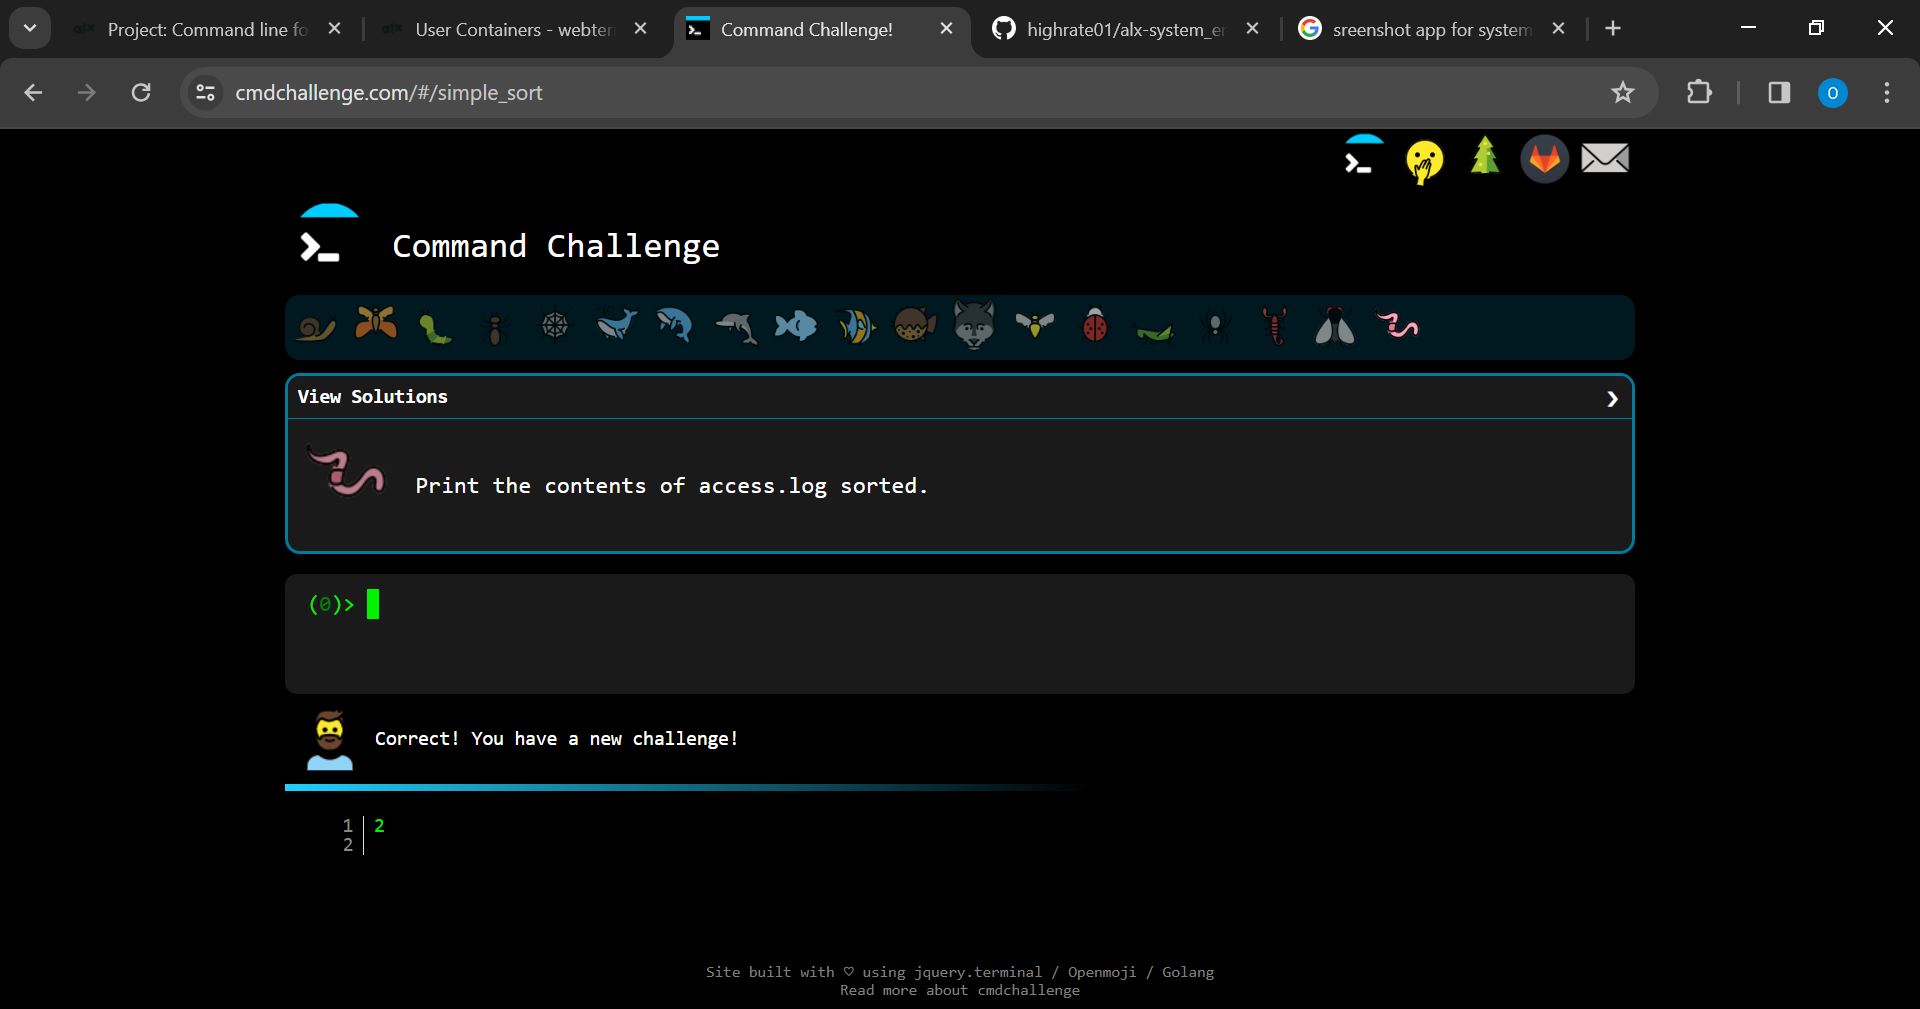 Project: Command line fo
User Containers - webter
Command Challenge!
highrate01/alx-system_er
sreenshot app for system
cmdchallenge.com/#/simple_sort
O
Command Challenge
View Solutions
Print the contents of access.log sorted.
(0)>
Correct! You have a new challenge!
1 2
2
Site built with ♡ using jquery.terminal / Openmoji / Golang
Read more about cmdchallenge